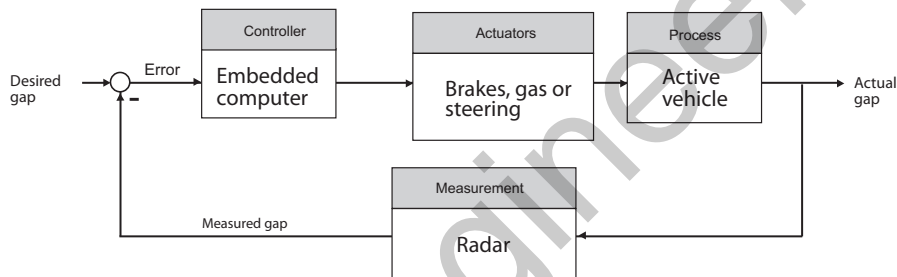 Controller
Actuators
Process
Desired
gap
Error
Embedded
computer
Brakes, gas or
steering
Active
vehicle
Actual
gap
-
Measurement
Measured gap
Radar